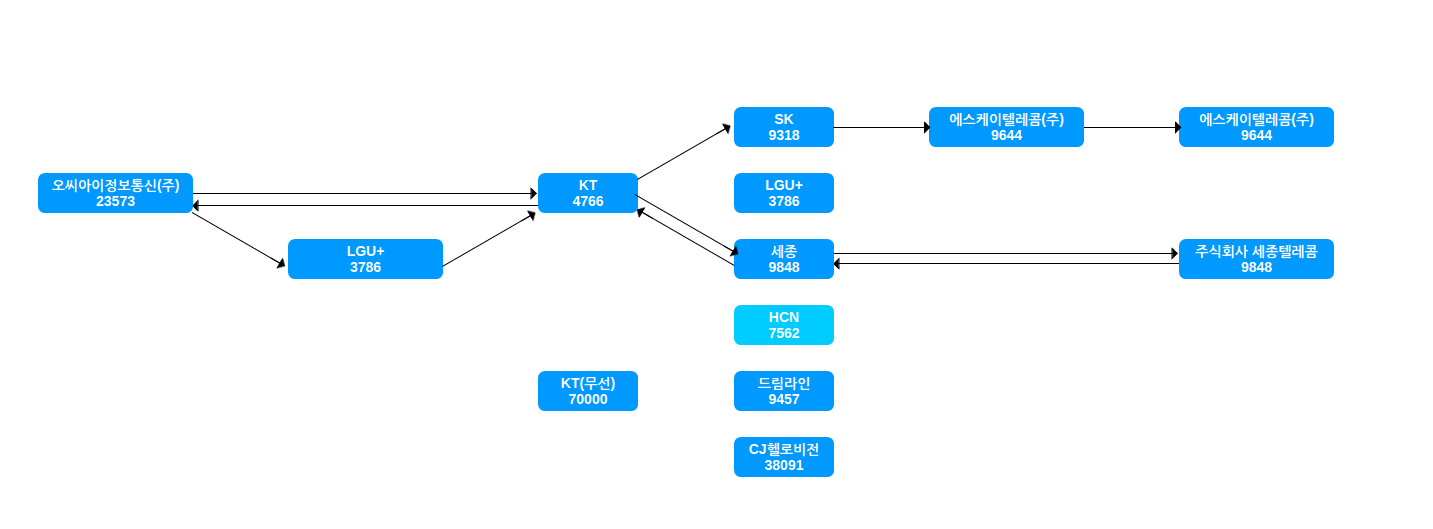 SK
9318
에스케이텔레콤(주)
9644
에스케이텔레콤(주)
9644
오씨아이정보통신(주)
23573
KT
4766
LGU+
3786
LGU+
3786
세종
9848
주식회사 세종텔레콤
9848
HCN
7562
KT(무선)
70000
드림라인
9457
CJ헬로비전
38091